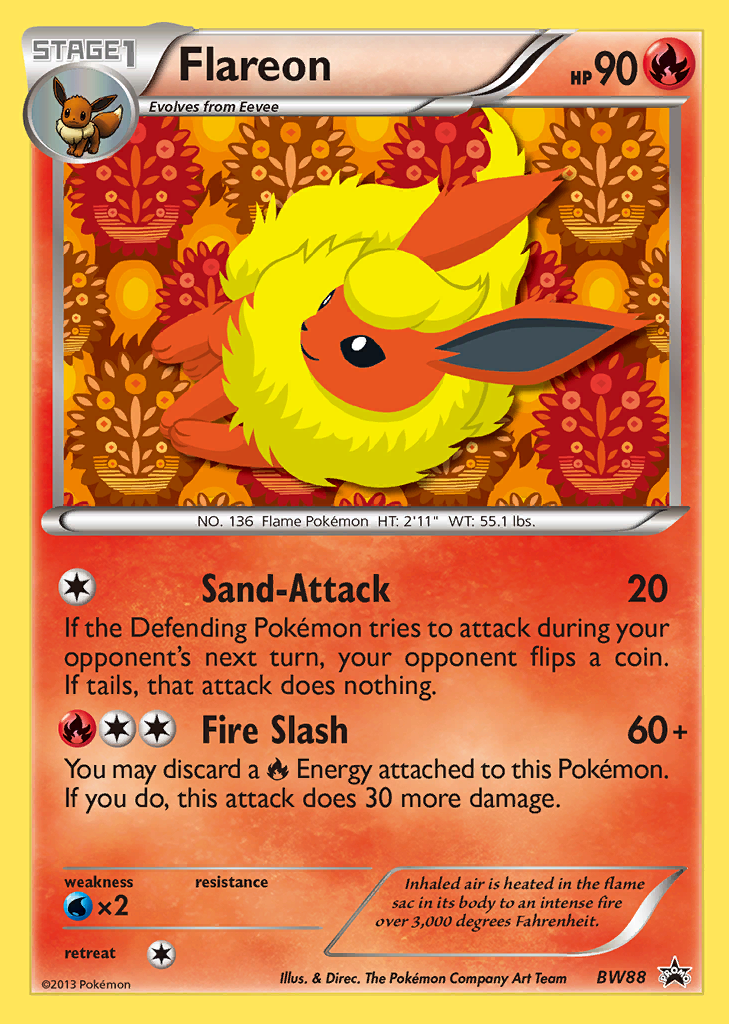 STAGE1
Flareon
HP 90
Evolves from Eevee
NO. 136 Flame Pokémon HT: 2'11" WT: 55.1 lbs.
Sand-Attack 20
If the Defending Pokémon tries to attack during your
opponent's next turn, your opponent flips a coin.
If tails, that attack does nothing.
Fire Slash 60+
You may discard a Energy attached to this Pokémon.
If you do, this attack does 30 more damage.
weakness resistance
×2
Inhaled air is heated in the flame
sac in its body to an intense fire
over 3,000 degrees Fahrenheit.
retreat
©2013 Pokémon
Illus. & Direc. The Pokémon Company Art Team
BW88
PROMO